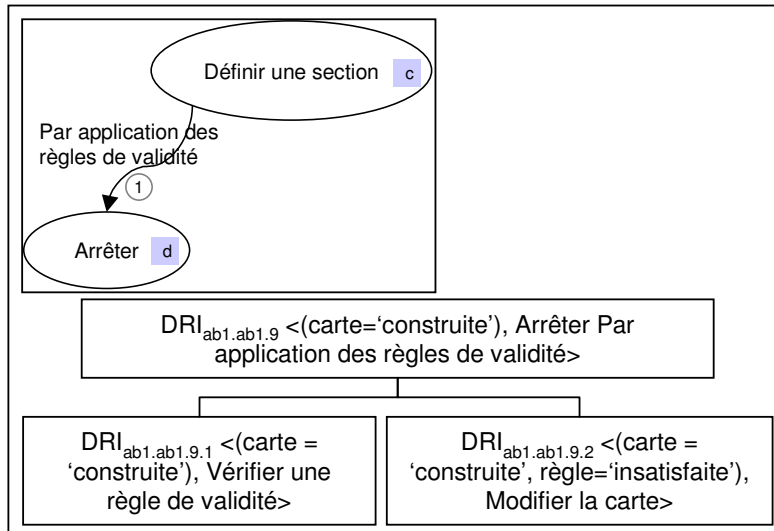 Définir une section c
Par application des
règles de validité
1
Arrêter d
DRIab1.ab1.9 <(carte=‘construite’), Arrêter Par
application des règles de validité>
DRIab1.ab1.9.1 <(carte =
‘construite’), Vérifier une
règle de validité>
DRIab1.ab1.9.2 <(carte =
‘construite’, règle=‘insatisfaite’),
Modifier la carte>